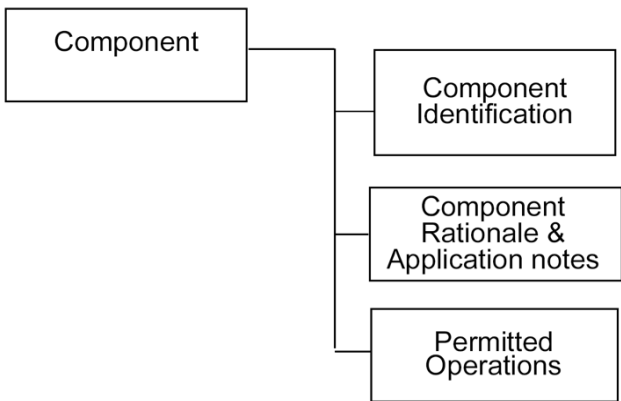 Component
Component
Identification
Component
Rationale &
Application notes
Permitted
Operations